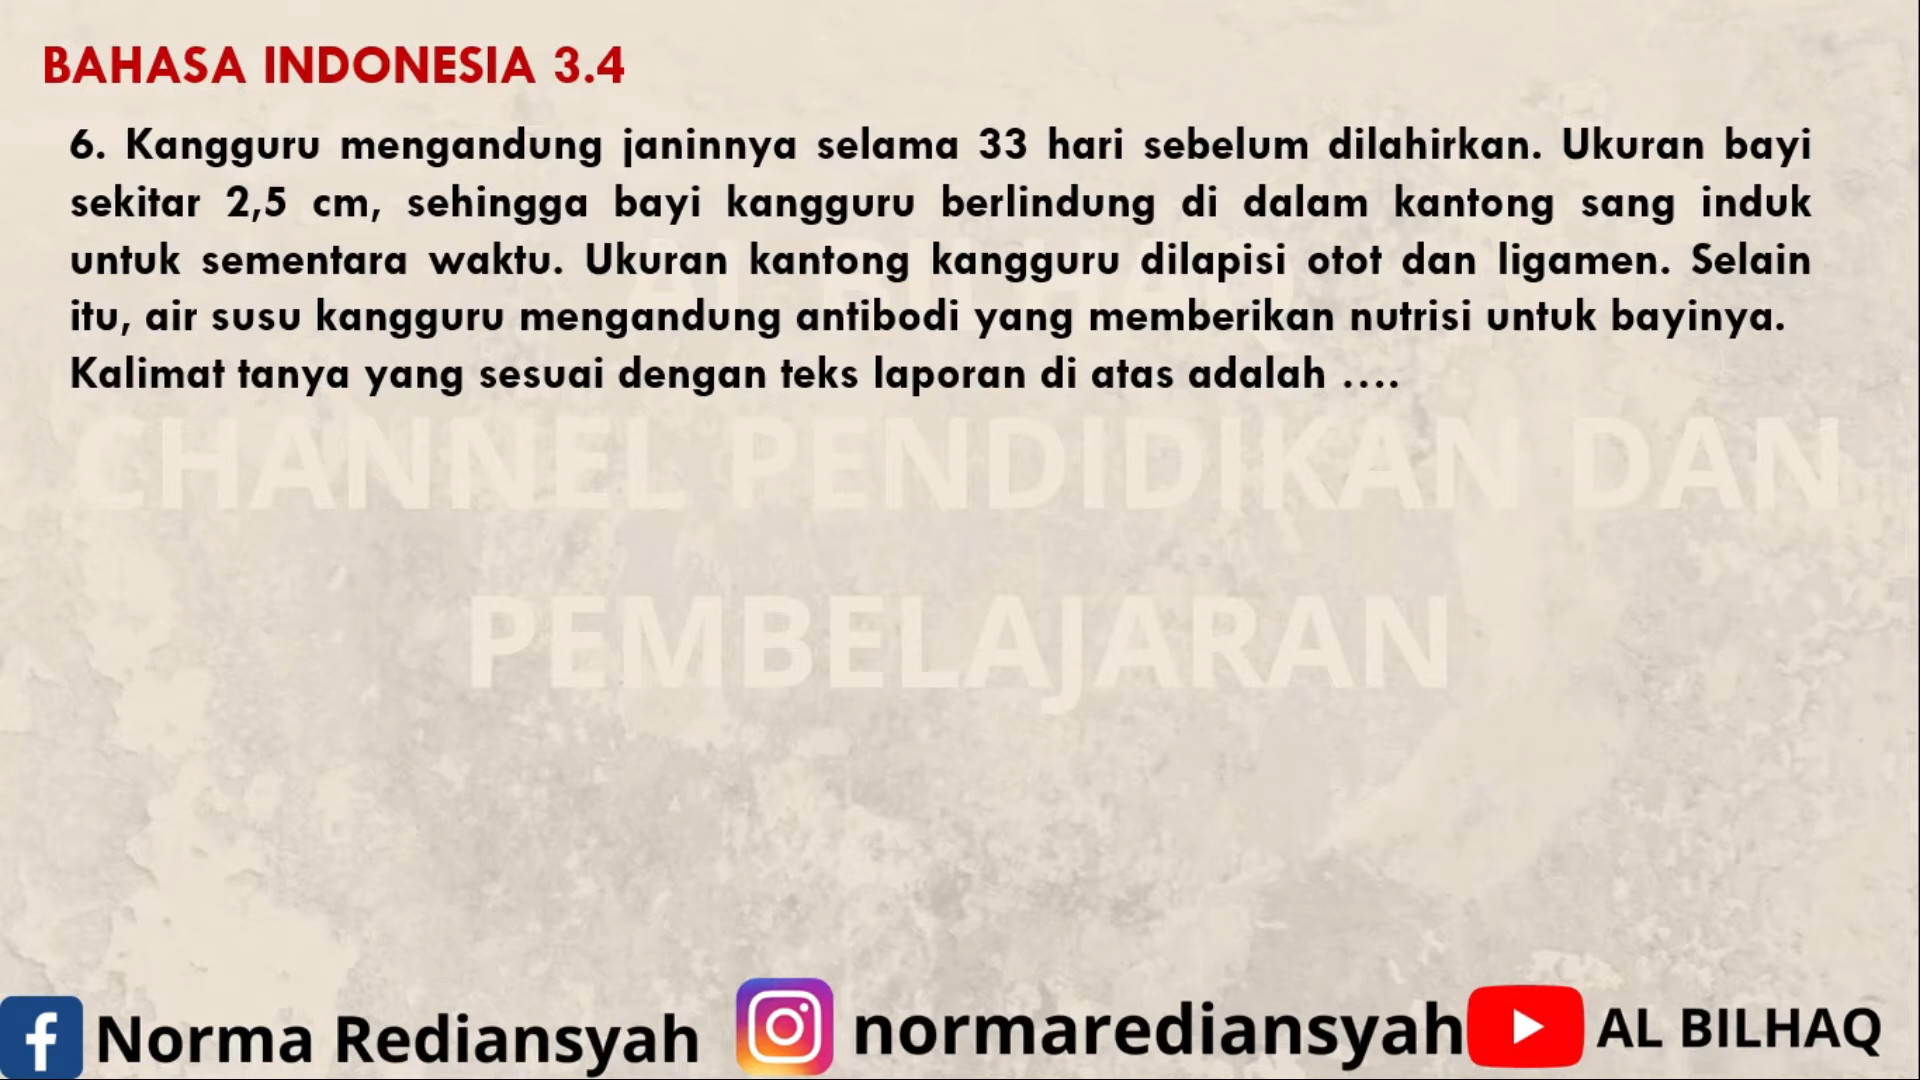 BAHASA INDONESIA 3.4
6. Kangguru mengandung janinnya selama 33 hari sebelum dilahirkan. Ukuran bayi
sekitar 2,5 cm, sehingga bayi kangguru berlindung di dalam kantong sang induk
untuk sementara waktu. Ukuran kantong kangguru dilapisi otot dan ligamen. Selain
itu, air susu kangguru mengandung antibodi yang memberikan nutrisi untuk bayinya.
Kalimat tanya yang sesuai dengan teks laporan di atas adalah ....
AL BILHAQ
CHANNEL PENDIDIKAN DAN
PEMBELAJARAN
Norma Rediansyah
normarediansyah
AL BILHAQ